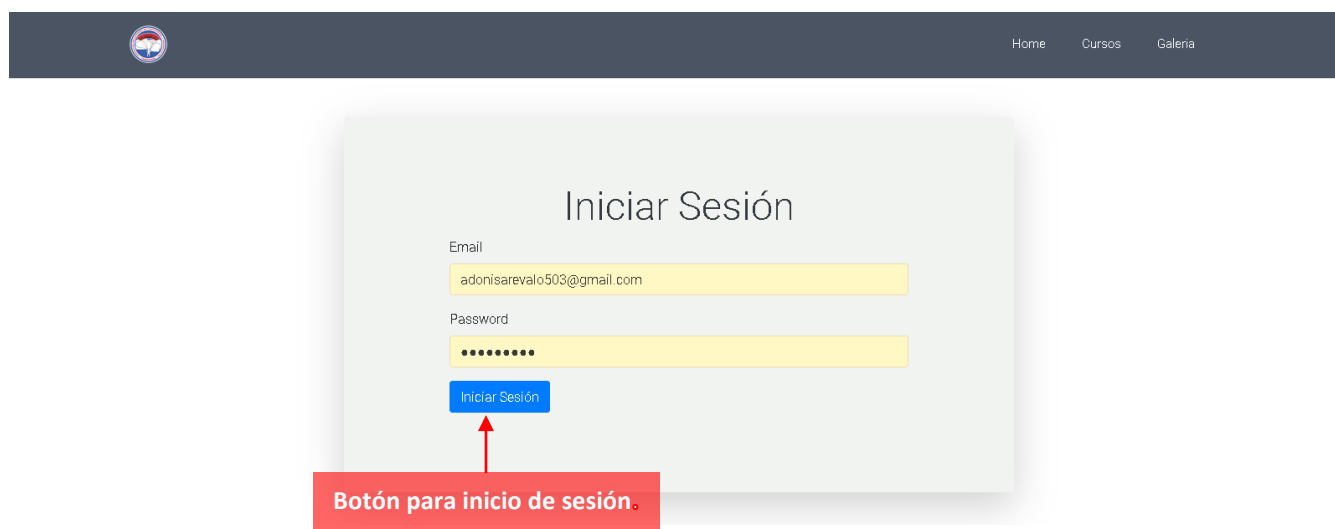 Home Cursos Galeria
Iniciar Sesión
Email
adonisarevalo503@gmail.com
Password
•••••••••
Iniciar Sesión
Botón para inicio de sesión.